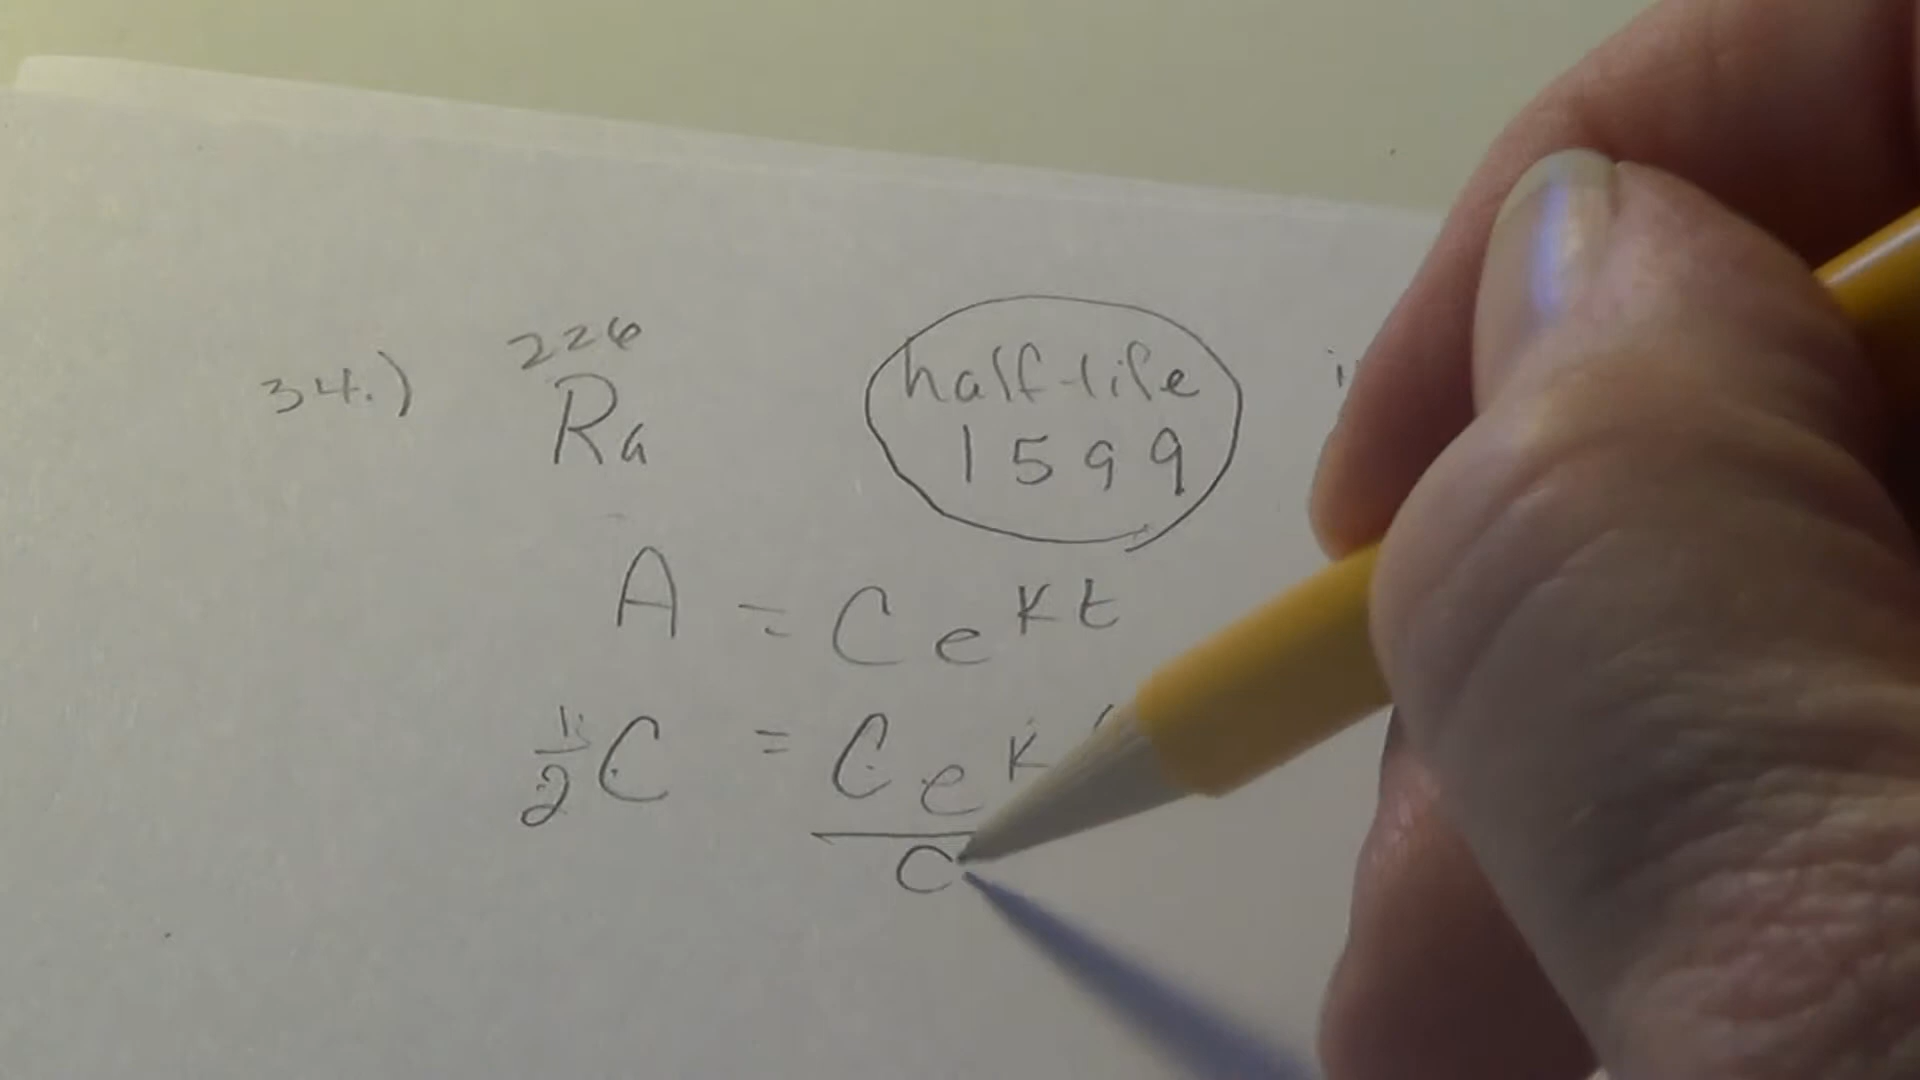 34.) ²²⁶Ra half-life
1599
A = Ce^kt
½C = Ce^k
C